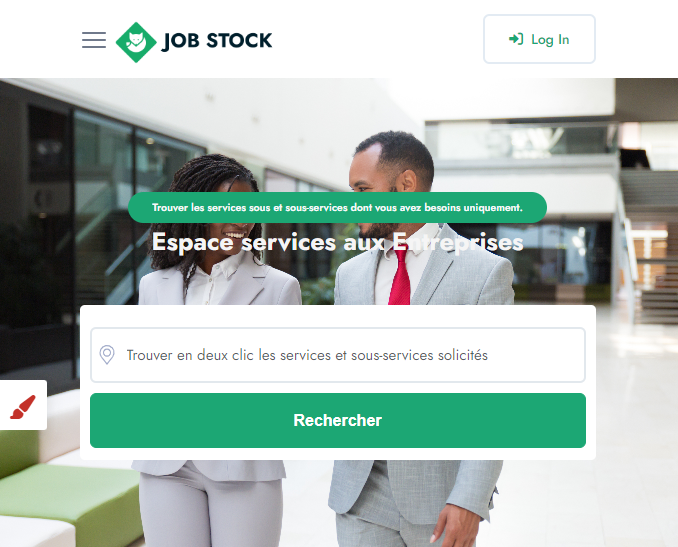 JOB STOCK
Log In
Trouver les services sous et sous-services dont vous avez besoins uniquement.
Espace services aux Entreprises
Trouver en deux clic les services et sous-services solicités
Rechercher